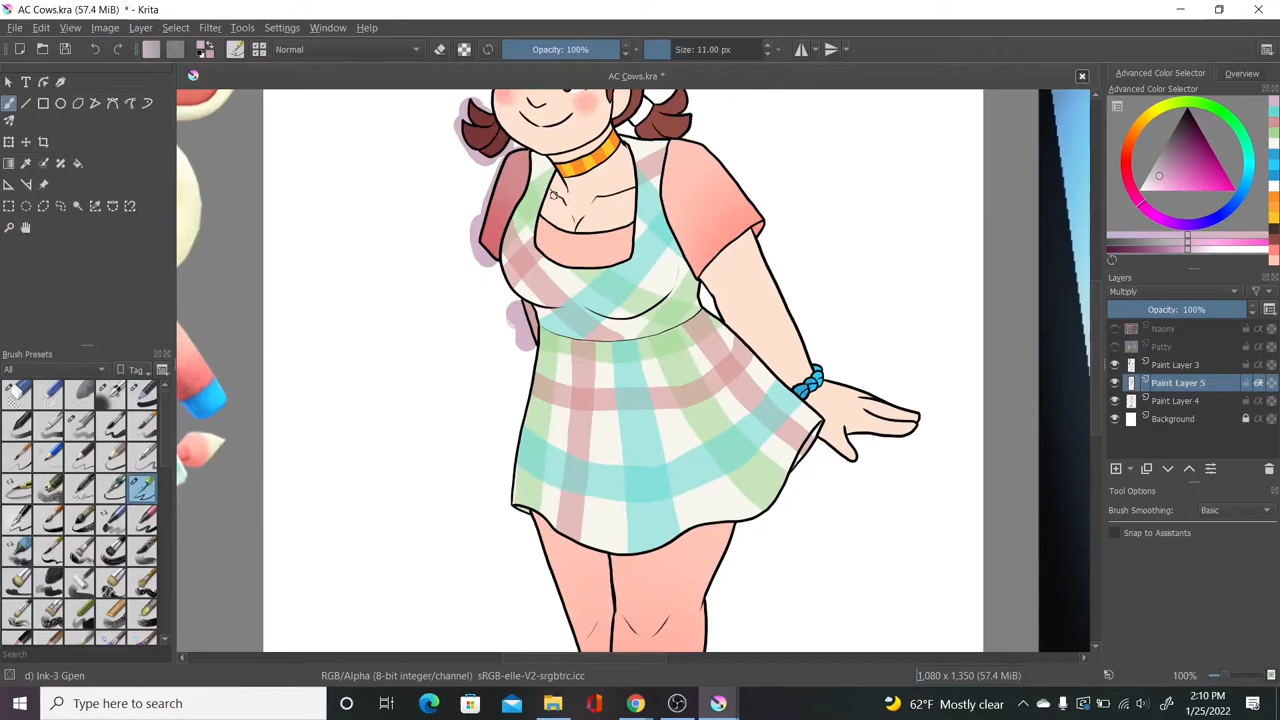 AC Cows.kra (57.4 MiB) * - Krita
File Edit View Image Layer Select Filter Tools Settings Window Help
Normal Opacity: 100% Size: 11.00 px
AC Cows.kra *
Advanced Color Selector Overview
Advanced Color Selector
Layers
Multiply
Opacity: 100%
Naomi
Patty
Paint Layer 3
Paint Layer 5
Paint Layer 4
Background
Tool Options
Brush Smoothing: Basic
Snap to Assistants
Brush Presets
All Tag
Search
d) Ink-3 Gpen RGB/Alpha (8-bit integer/channel) sRGB-elle-V2-srgbtrc.icc 1,080 x 1,350 (57.4 MiB) 100%
Type here to search 62°F Mostly clear 2:10 PM
1/25/2022